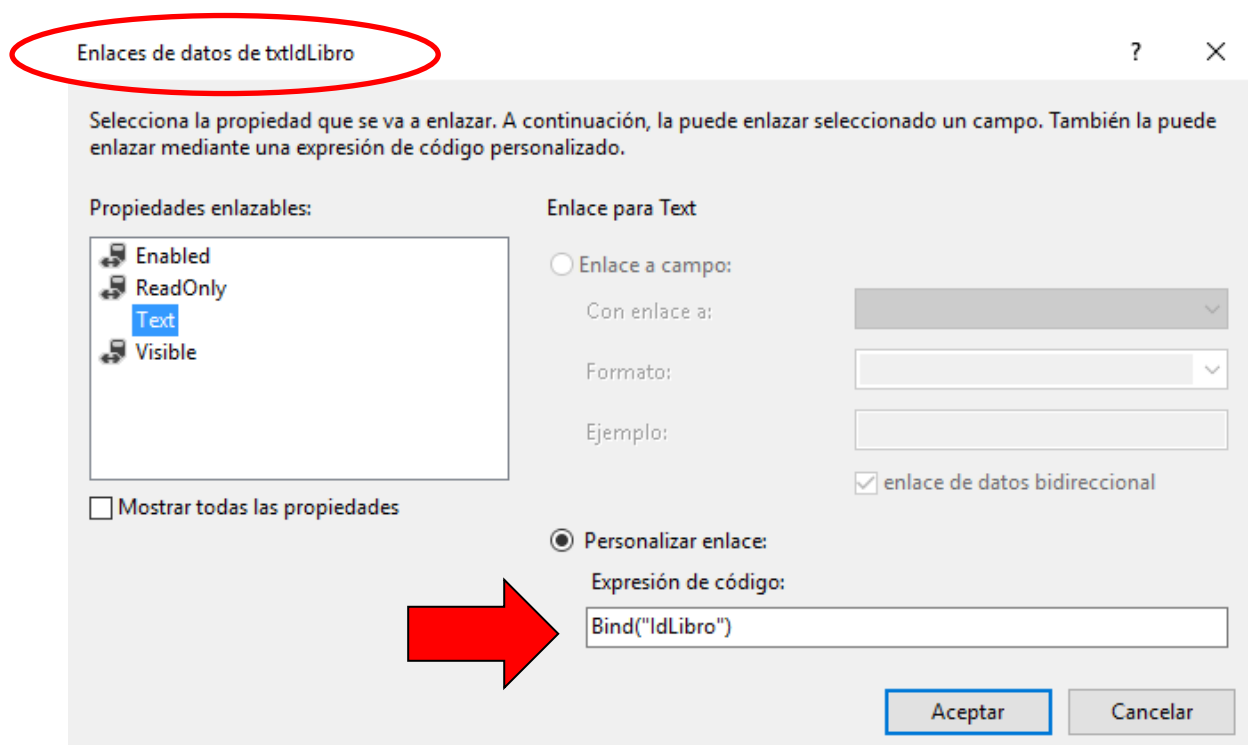 Enlaces de datos de txtIdLibro
?
Selecciona la propiedad que se va a enlazar. A continuación, la puede enlazar seleccionado un campo. También la puede
enlazar mediante una expresión de código personalizado.
Propiedades enlazables:
Enabled
ReadOnly
Text
Visible
Mostrar todas las propiedades
Enlace para Text
Enlace a campo:
Con enlace a:
Formato:
Ejemplo:
enlace de datos bidireccional
Personalizar enlace:
Expresión de código:
Bind("IdLibro")
Aceptar
Cancelar